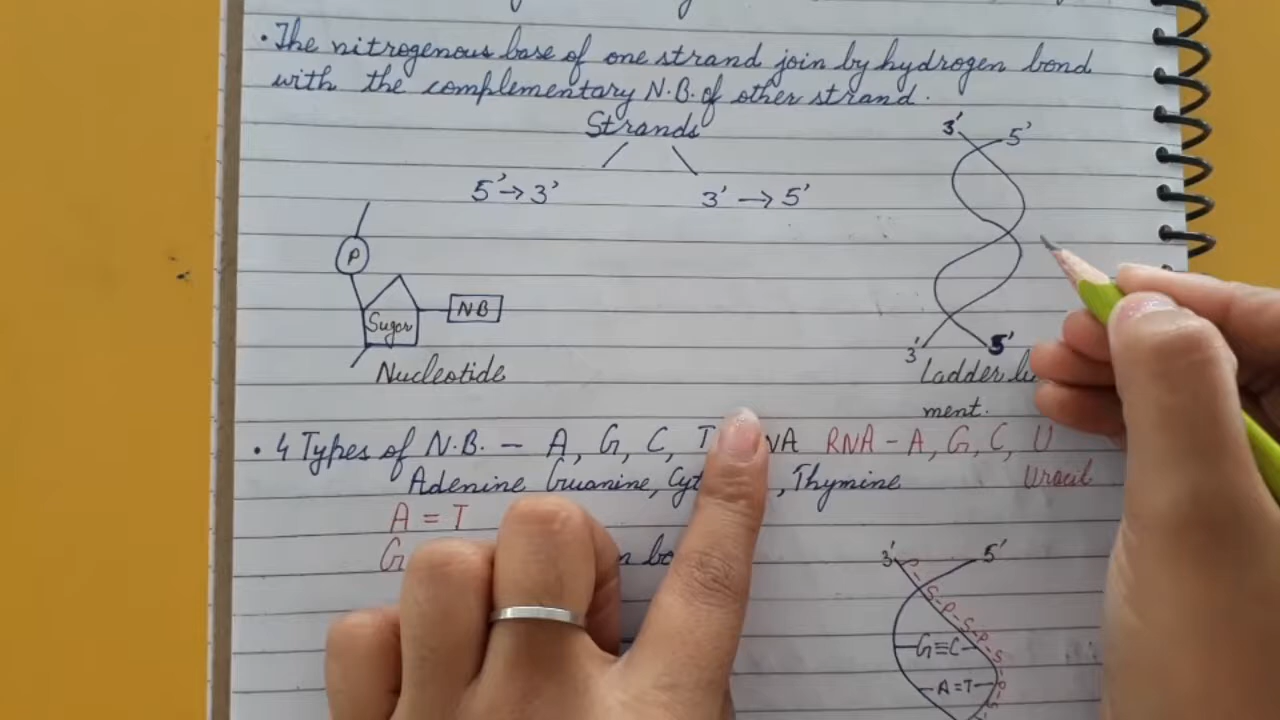 • The nitrogenous base of one strand join by hydrogen bond
with the complementary N.B. of other strand.
Strands
5' → 3' 3' → 5'
3' 5'
P
Sugar
NB
Nucleotide
3' 5'
Ladder
ment.
• 4 Types of N.B. – A, G, C, T RNA – A, G, C, U
Adenine Guanine, Thymine Uracil
A = T
G
3' 5'
S-P-S-P-S
G≡C
A=T